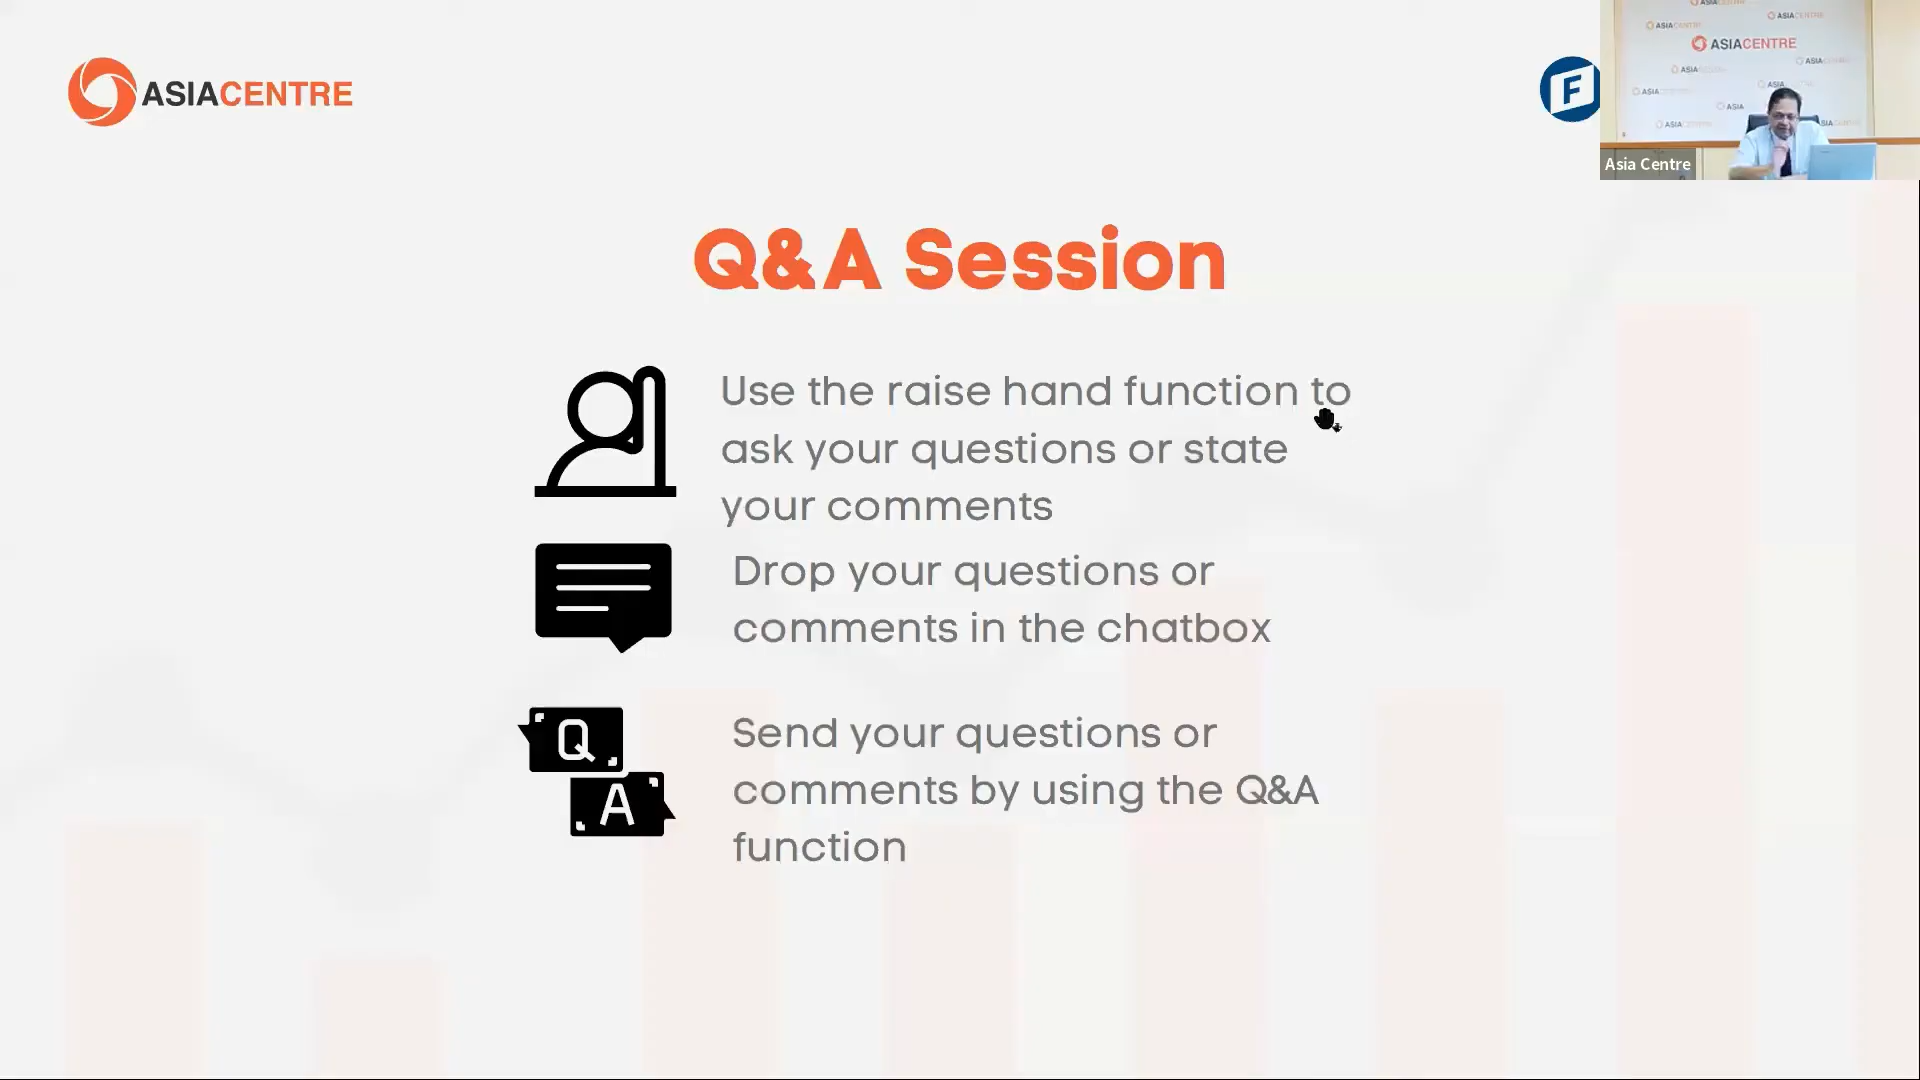 ASIACENTRE
F
ASIACENTRE
Asia Centre
Q&A Session
Use the raise hand function to
ask your questions or state
your comments
Drop your questions or
comments in the chatbox
Q
A
Send your questions or
comments by using the Q&A
function